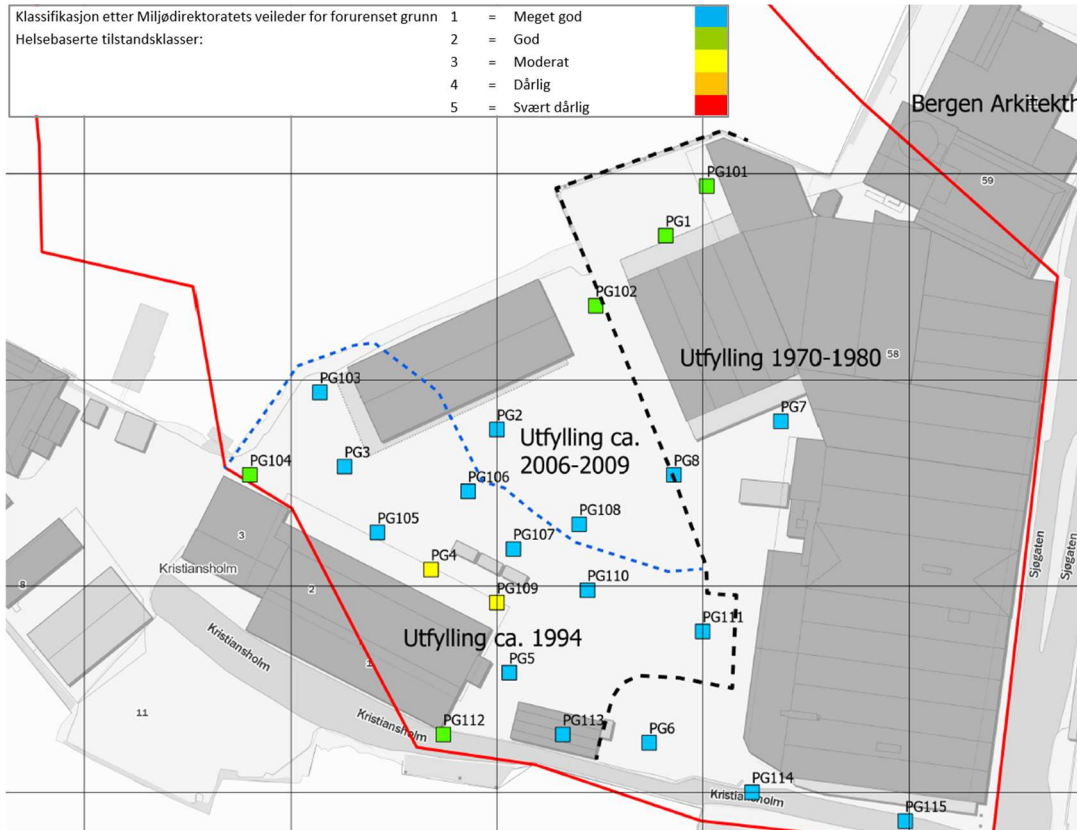 Klassifikasjon etter Miljødirektoratets veileder for forurenset grunn 1 = Meget god
Helsebaserte tilstandsklasser: 2 = God
3 = Moderat
4 = Dårlig
5 = Svært dårlig
Bergen Arkitekth
59
PG101
PG1
PG102
Utfylling 1970-1980
58
PG103
PG7
PG2
Utfylling ca.
2006-2009
PG3
PG104
PG8
PG106
PG108
PG105
PG107
3
Kristiansholm
PG4
8
2
PG110
PG109
Sjøgaten
Sjøgaten
Utfylling ca. 1994
PG111
Kristiansholm
1
PG5
11
Kristiansholm
PG112
PG113
PG6
PG114
Kristiansholm
PG115